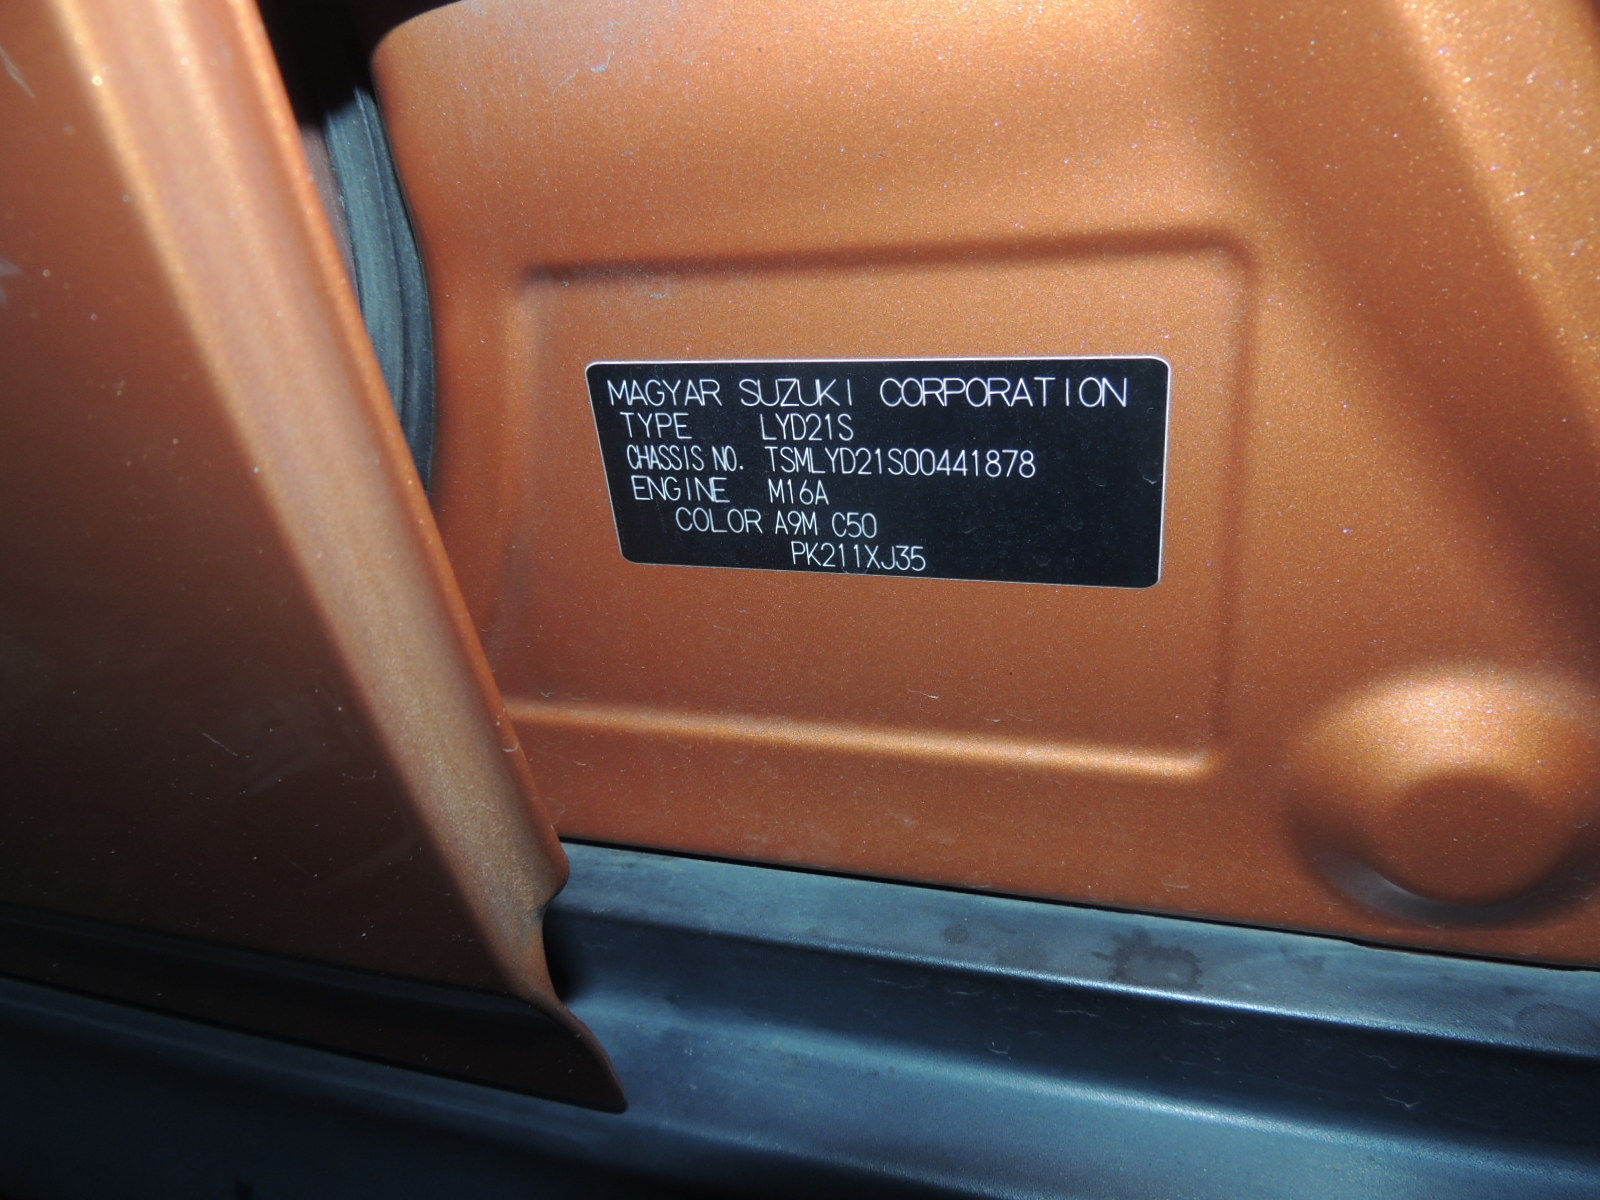 MAGYAR SUZUKI CORPORATION
TYPE LYD21S
CHASSIS NO. TSMLYD21S00441878
ENGINE M16A
COLOR A9M C50
PK211XJ35